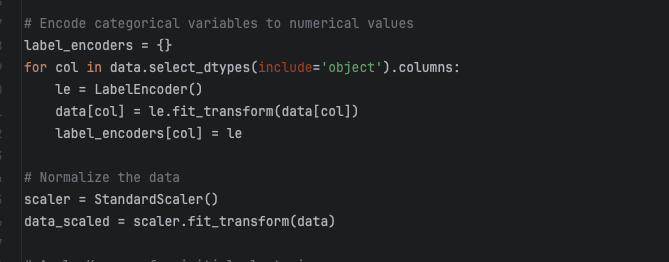 # Encode categorical variables to numerical values
label_encoders = {}
for col in data.select_dtypes(include='object').columns:
    le = LabelEncoder()
    data[col] = le.fit_transform(data[col])
    label_encoders[col] = le
# Normalize the data
scaler = StandardScaler()
data_scaled = scaler.fit_transform(data)